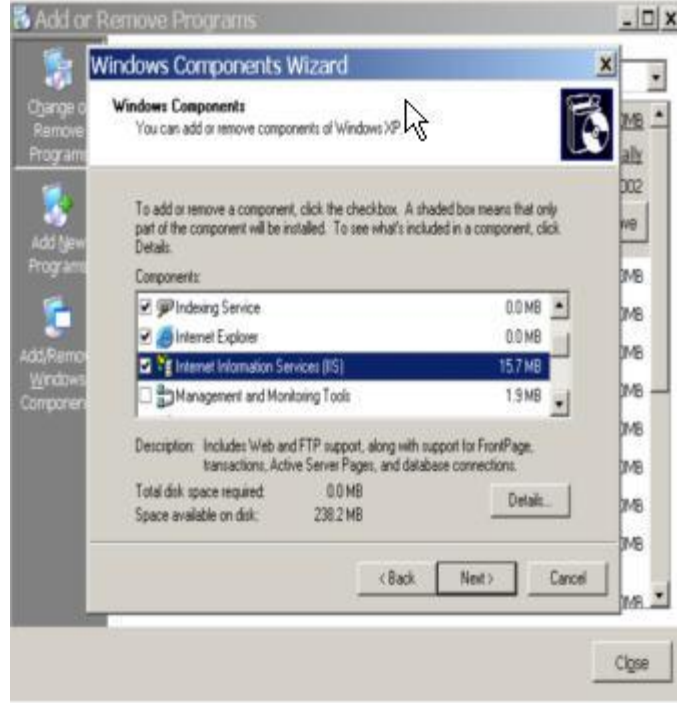 Add or Remove Programs
Windows Components Wizard
Windows Components
You can add or remove components of Windows XP.
To add or remove a component, click the checkbox. A shaded box means that only
part of the component will be installed. To see what's included in a component, click
Details.
Components:
Indexing Service 0.0 MB
Internet Explorer 0.0 MB
Internet Information Services (IIS) 15.7 MB
Management and Monitoring Tools 1.9 MB
Description: Includes Web and FTP support, along with support for FrontPage,
transactions, Active Server Pages, and database connections.
Total disk space required: 0.0 MB
Space available on disk: 238.2 MB
Details...
< Back Next > Cancel
Change o
Remove
Program
Add New
Programs
Add/Remo
Windows
Componen
Close